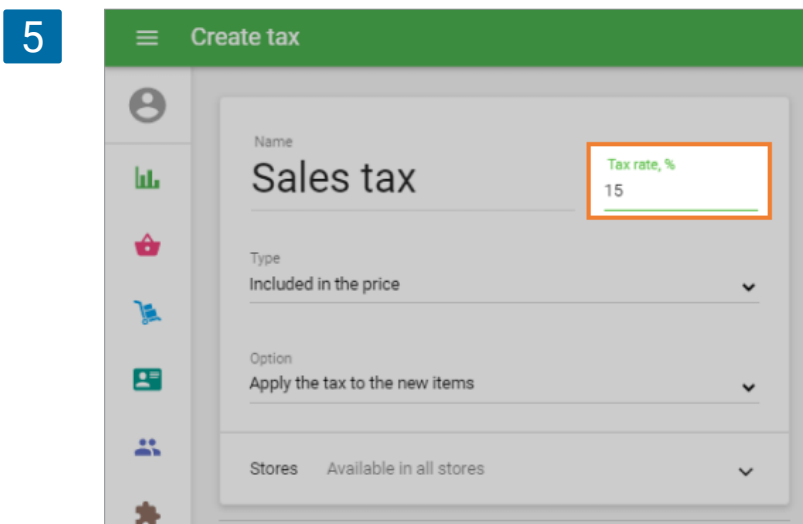 5
Create tax
Name
Sales tax
Tax rate, %
15
Type
Included in the price
Option
Apply the tax to the new items
Stores Available in all stores